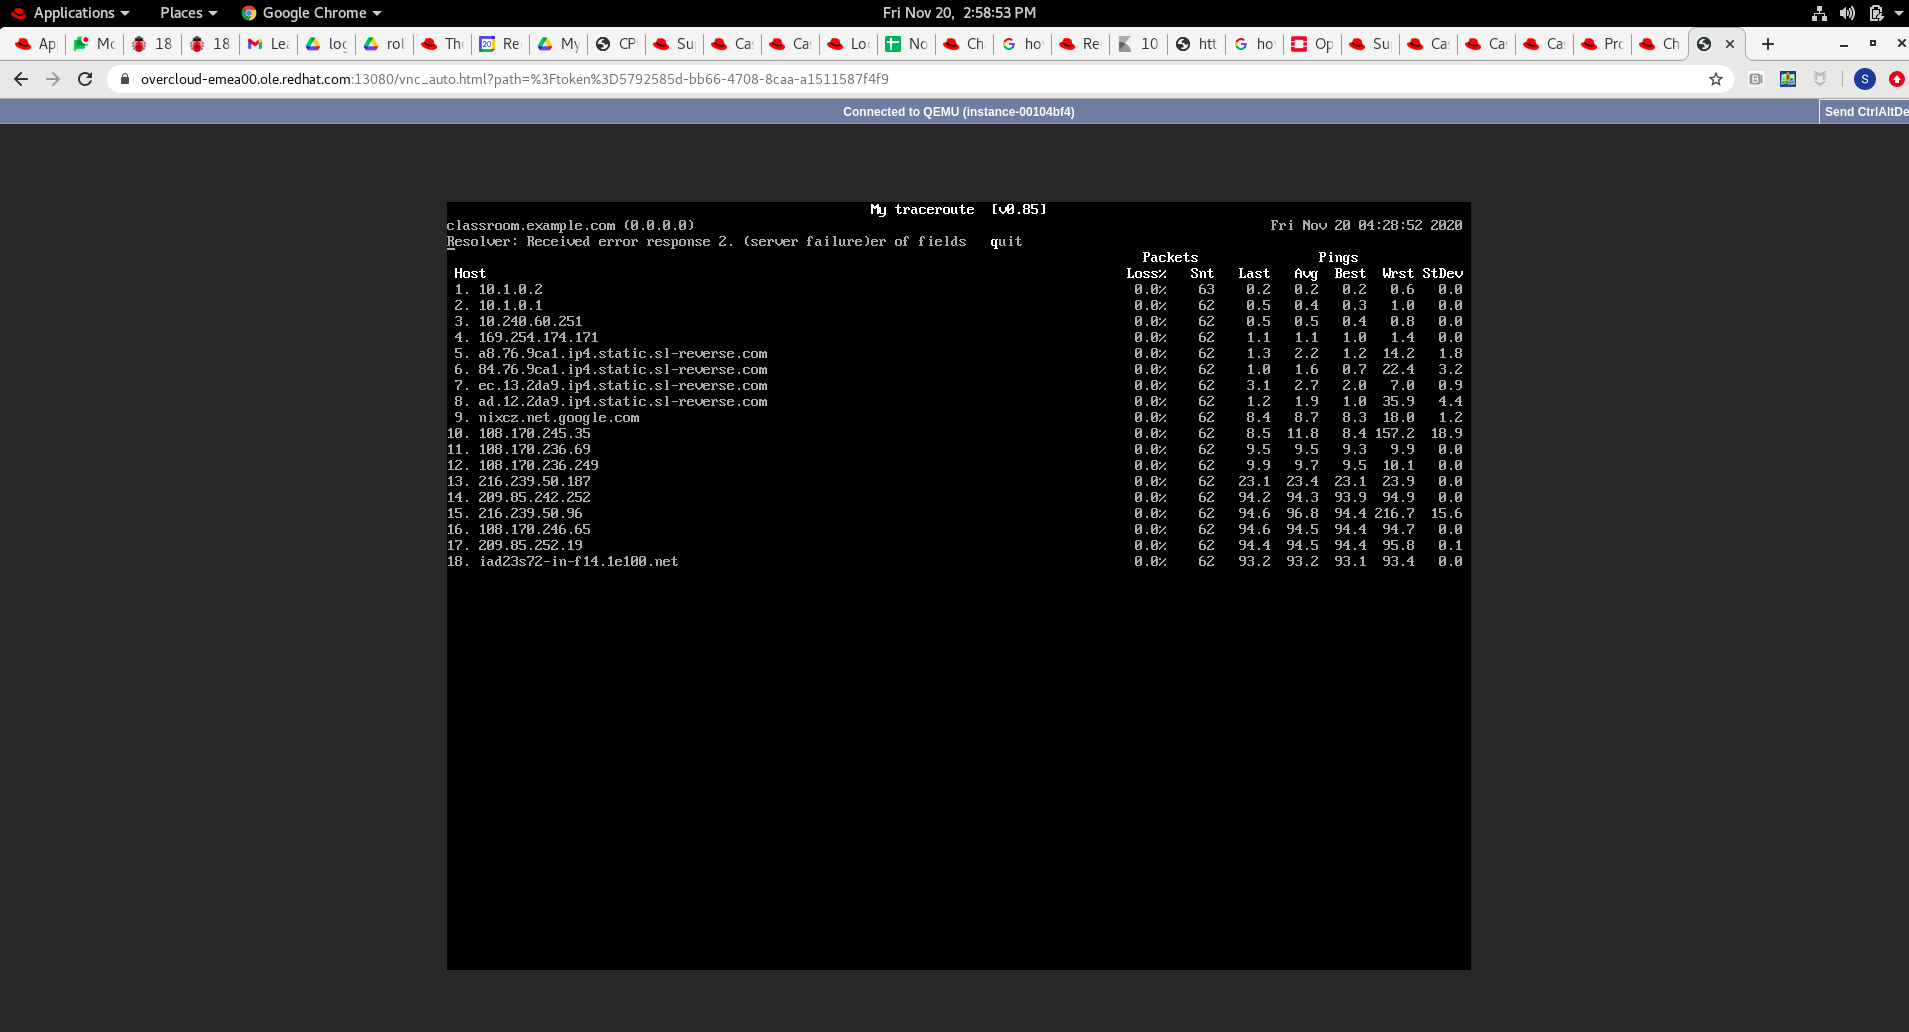 Applications Places Google Chrome Fri Nov 20, 2:58:53 PM
Ap Mc 18 18 Lea log rol The Re 20 My CP Su Ca Ca Lo No Ch ho Re 10 htt ho Op Su Ca Ca Ca Pro Ch
overcloud-emea00.ole.redhat.com:13080/vnc_auto.html?path=%3Ftoken%3D5792585d-bb66-4708-8caa-a1511587f4f9 S
Connected to QEMU (instance-00104bf4) Send CtrlAltDe
My traceroute [v0.85]
classroom.example.com (0.0.0.0) Fri Nov 20 04:28:52 2020
Resolver: Received error response 2. (server failure)er of fields quit
Packets Pings
Host Loss% Snt Last Avg Best Wrst StDev
1. 10.1.0.2 0.0% 63 0.2 0.2 0.2 0.6 0.0
2. 10.1.0.1 0.0% 62 0.5 0.4 0.3 1.0 0.0
3. 10.240.60.251 0.0% 62 0.5 0.5 0.4 0.8 0.0
4. 169.254.174.171 0.0% 62 1.1 1.1 1.0 1.4 0.0
5. a8.76.9ca1.ip4.static.sl-reverse.com 0.0% 62 1.3 2.2 1.2 14.2 1.8
6. 84.76.9ca1.ip4.static.sl-reverse.com 0.0% 62 1.0 1.6 0.7 22.4 3.2
7. ec.13.2da9.ip4.static.sl-reverse.com 0.0% 62 3.1 2.7 2.0 7.0 0.9
8. ad.12.2da9.ip4.static.sl-reverse.com 0.0% 62 1.2 1.9 1.0 35.9 4.4
9. nixcz.net.google.com 0.0% 62 8.4 8.7 8.3 18.0 1.2
10. 108.170.245.35 0.0% 62 8.5 11.8 8.4 157.2 18.9
11. 108.170.236.69 0.0% 62 9.5 9.5 9.3 9.9 0.0
12. 108.170.236.249 0.0% 62 9.9 9.7 9.5 10.1 0.0
13. 216.239.50.187 0.0% 62 23.1 23.4 23.1 23.9 0.0
14. 209.85.242.252 0.0% 62 94.2 94.3 93.9 94.9 0.0
15. 216.239.50.96 0.0% 62 94.6 96.8 94.4 216.7 15.6
16. 108.170.246.65 0.0% 62 94.6 94.5 94.4 94.7 0.0
17. 209.85.252.19 0.0% 62 94.4 94.5 94.4 95.8 0.1
18. iad23s72-in-f14.1e100.net 0.0% 62 93.2 93.2 93.1 93.4 0.0